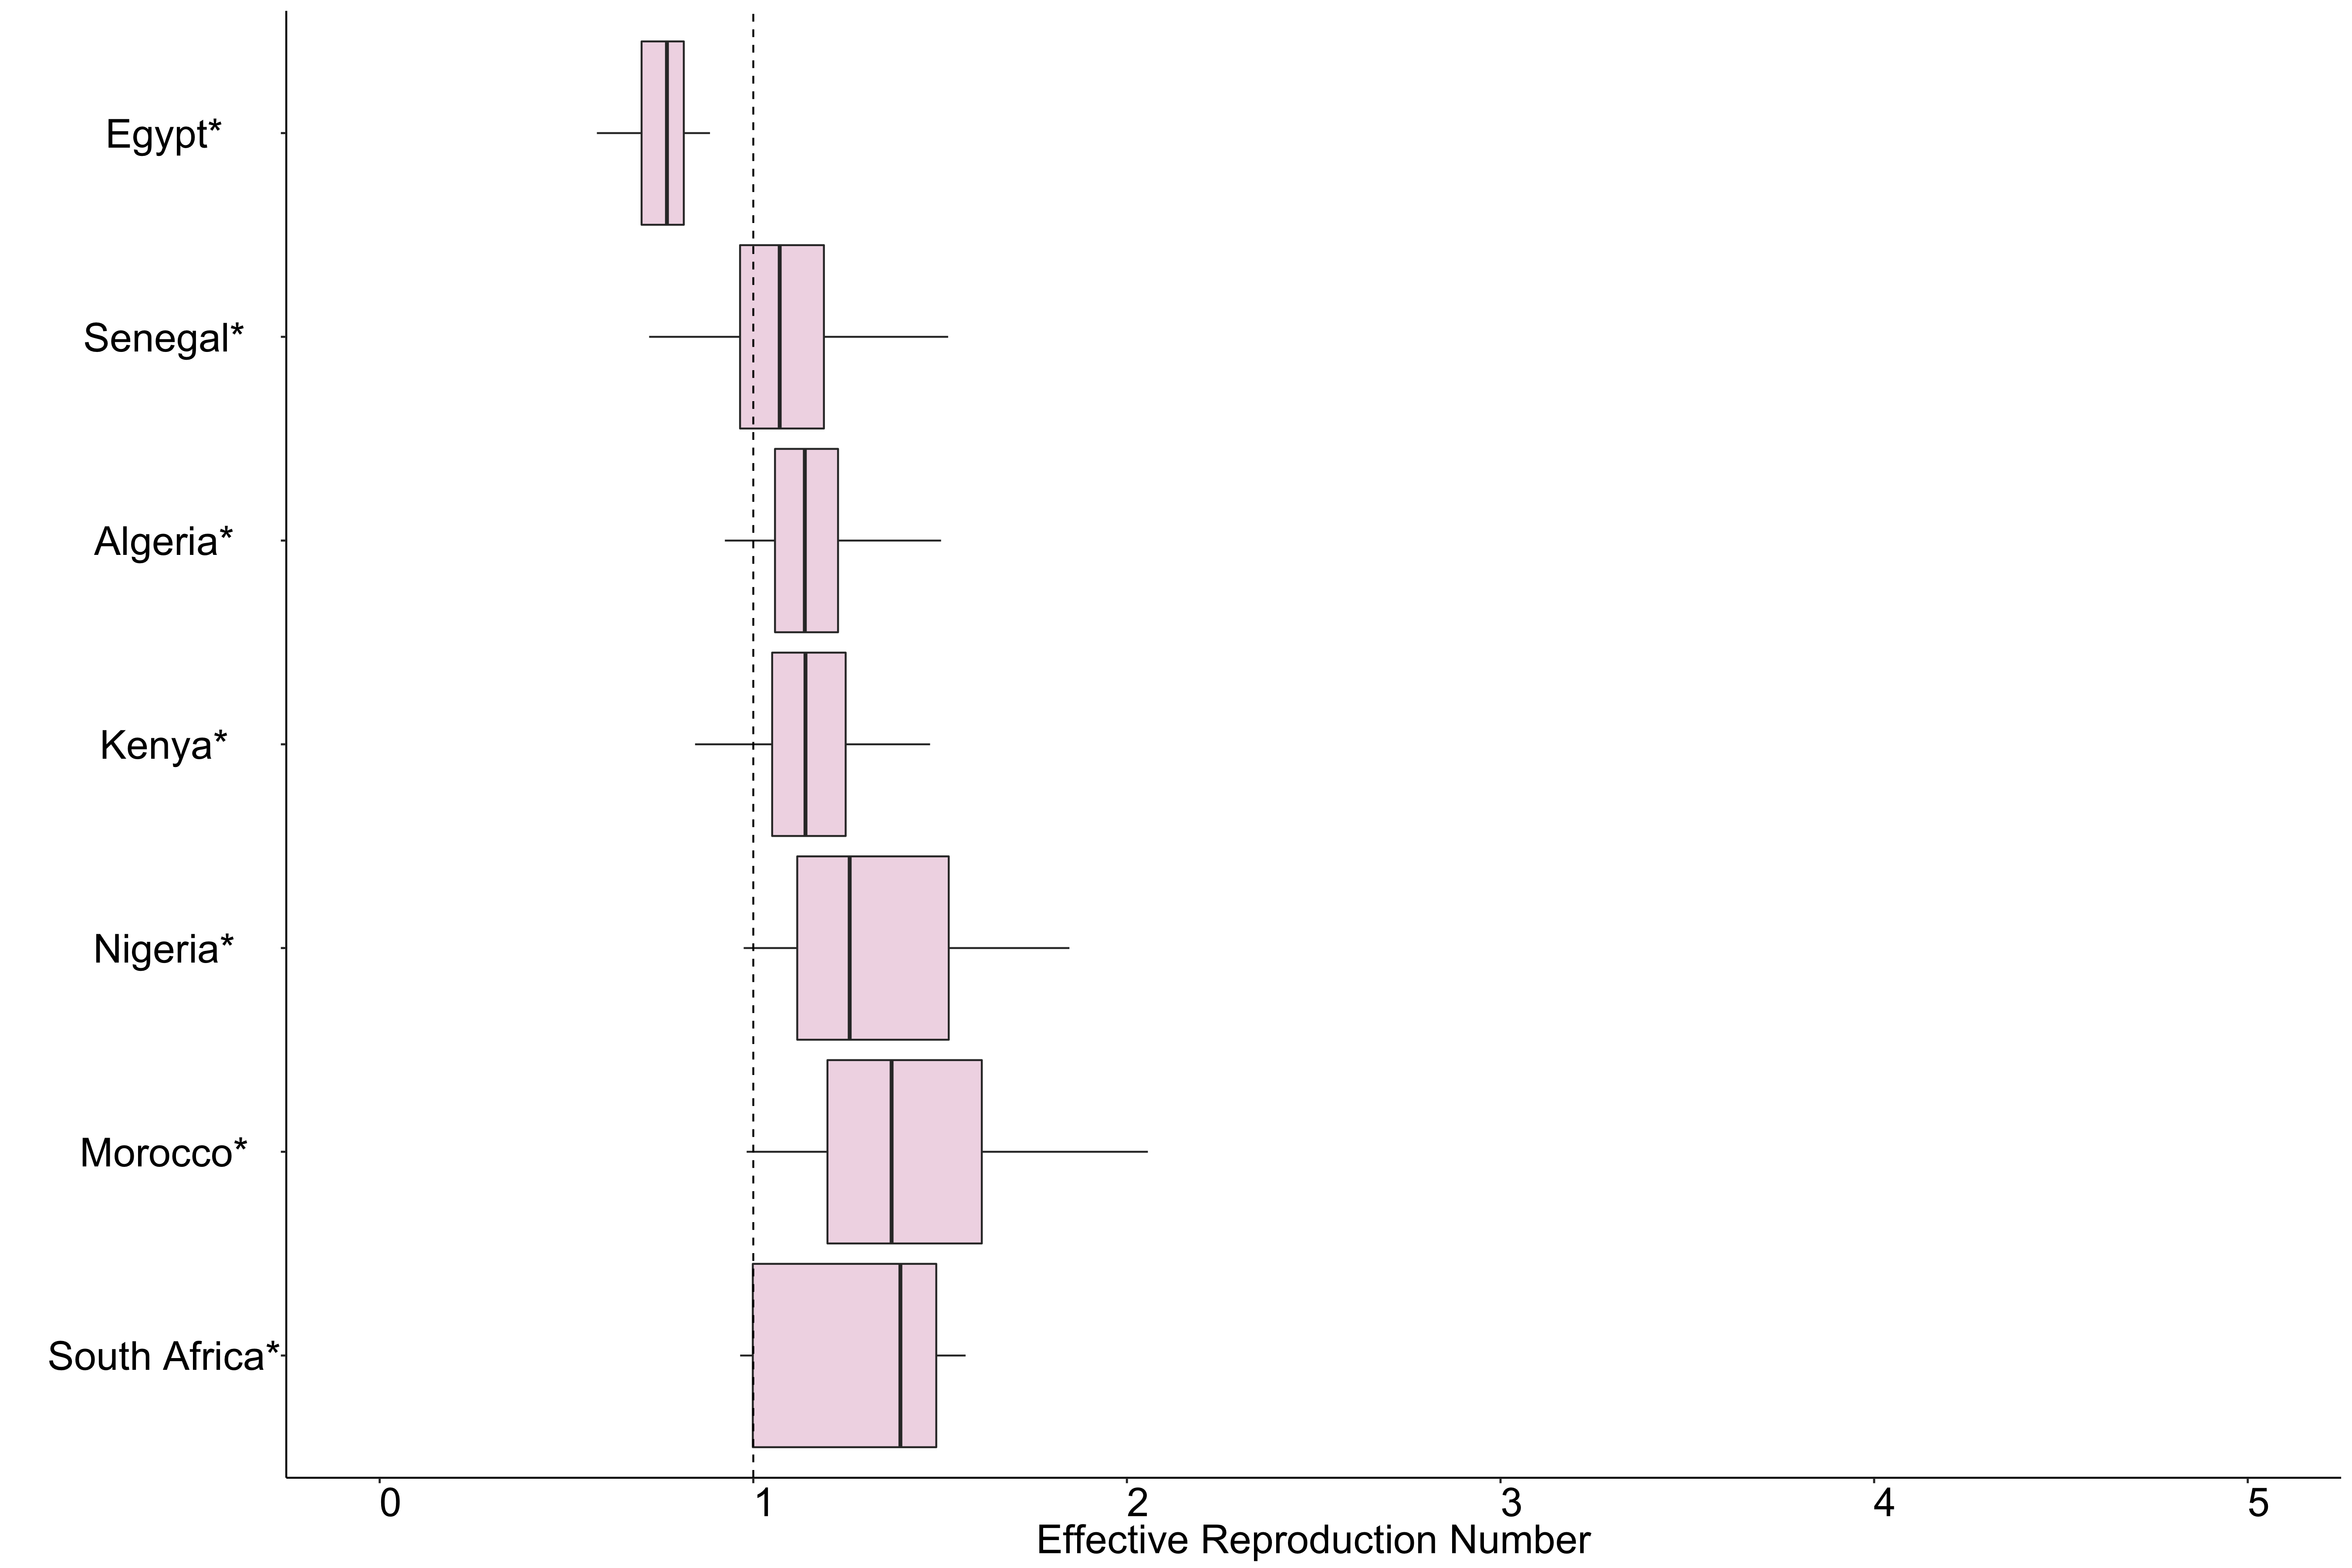 Egypt*
Senegal*
Algeria*
Kenya*
Nigeria*
Morocco*
South Africa*
0 1 2 3 4 5
Effective Reproduction Number